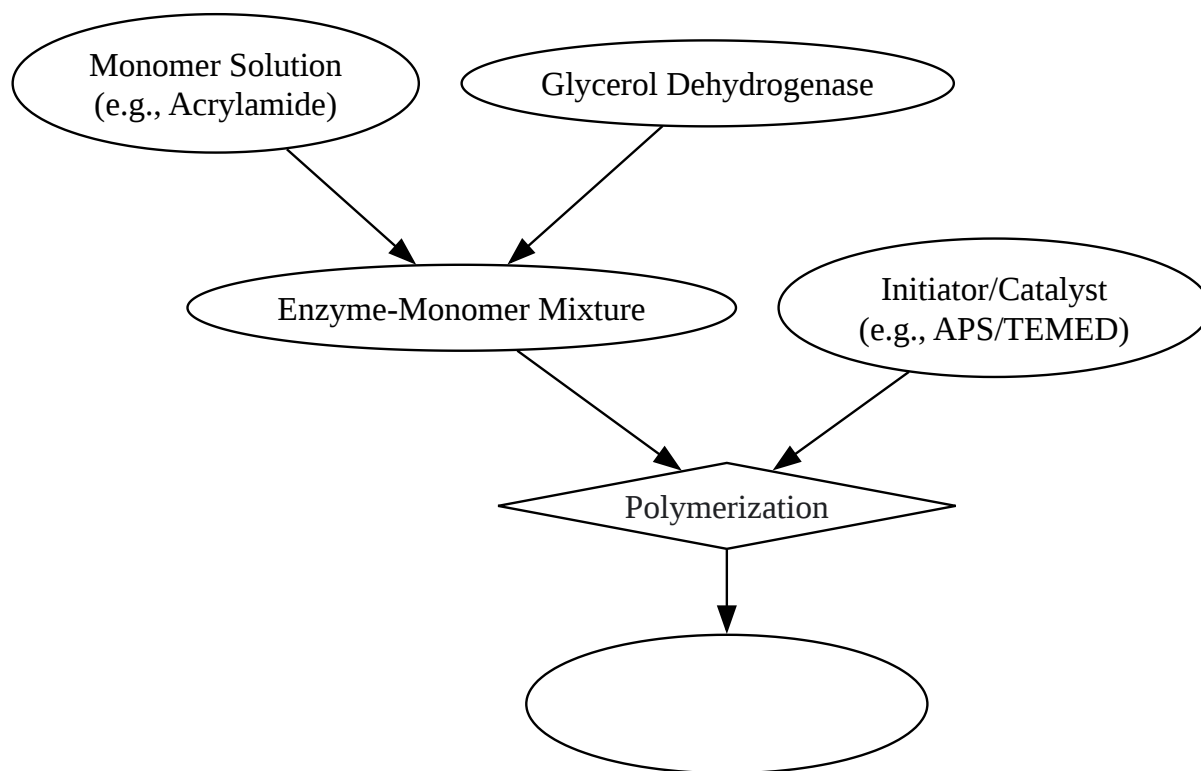 Monomer Solution
(e.g., Acrylamide)
Glycerol Dehydrogenase
Enzyme-Monomer Mixture
Initiator/Catalyst
(e.g., APS/TEMED)
Polymerization